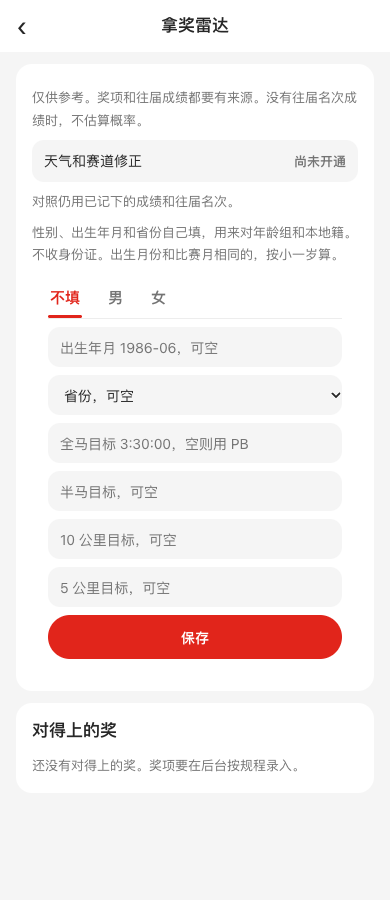 拿奖雷达
仅供参考。奖项和往届成绩都要有来源。没有往届名次成
绩时，不估算概率。
天气和赛道修正 尚未开通
对照仍用已记下的成绩和往届名次。
性别、出生年月和省份自己填，用来对年龄组和本地籍。
不收身份证。出生月份和比赛月相同的，按小一岁算。
不填 男 女
出生年月 1986-06，可空
省份，可空
全马目标 3:30:00，空则用 PB
半马目标，可空
10 公里目标，可空
5 公里目标，可空
保存
对得上的奖
还没有对得上的奖。奖项要在后台按规程录入。